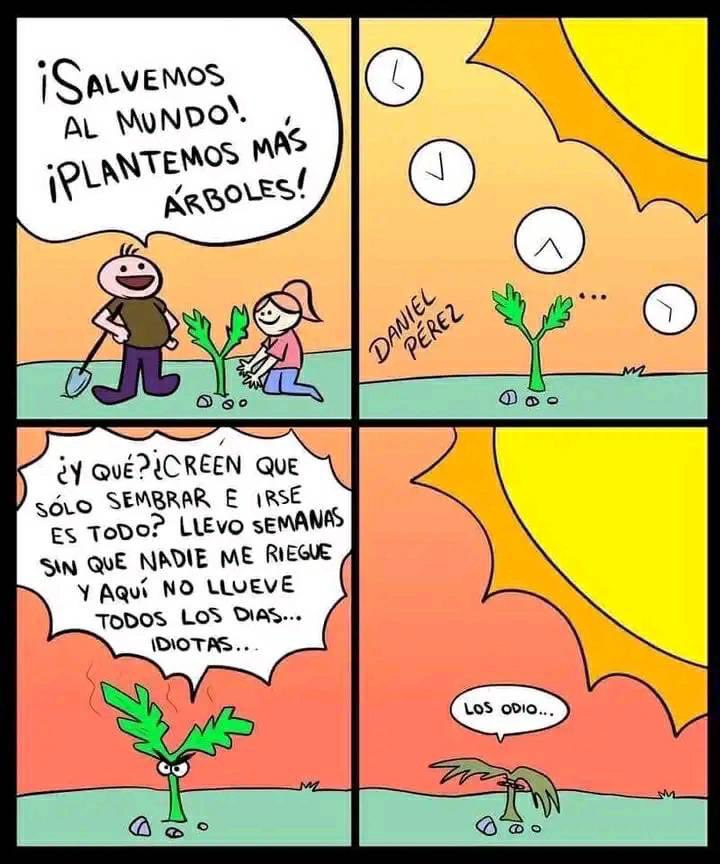 ¡SALVEMOS
AL MUNDO!
¡PLANTEMOS MÁS
ÁRBOLES!
...
DANIEL
PÉREZ
¿Y QUÉ? ¿CREEN QUE
SÓLO SEMBRAR E IRSE
ES TODO? LLEVO SEMANAS
SIN QUE NADIE ME RIEGUE
Y AQUÍ NO LLUEVE
TODOS LOS DIAS...
IDIOTAS...
LOS ODIO...